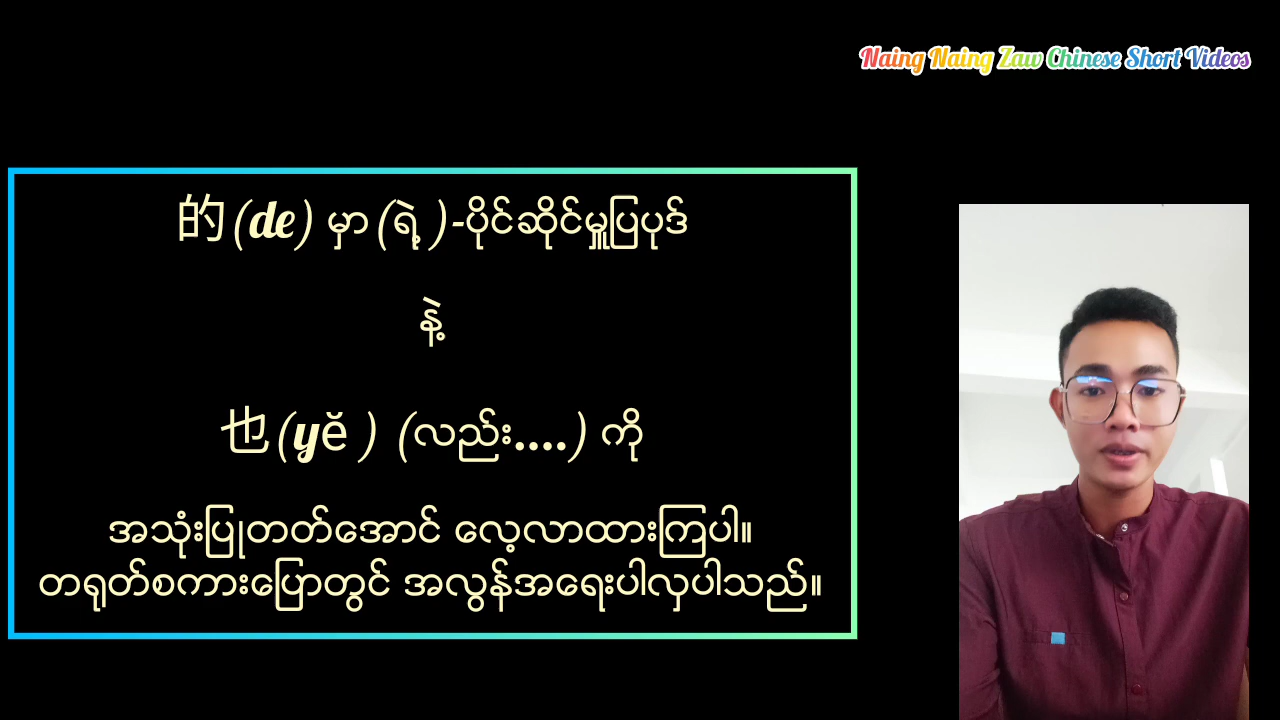 Naing Naing Zaw Chinese Short Videos
的(de) မှာ (ရဲ့ )-ပိုင်ဆိုင်မှူပြပုဒ်
နဲ့
也(yĕ ) (လည်း....) ကို
အသုံးပြုတတ်အောင် လေ့လာထားကြပါ။
တရုတ်စကားပြောတွင် အလွန်အရေးပါလှပါသည်။